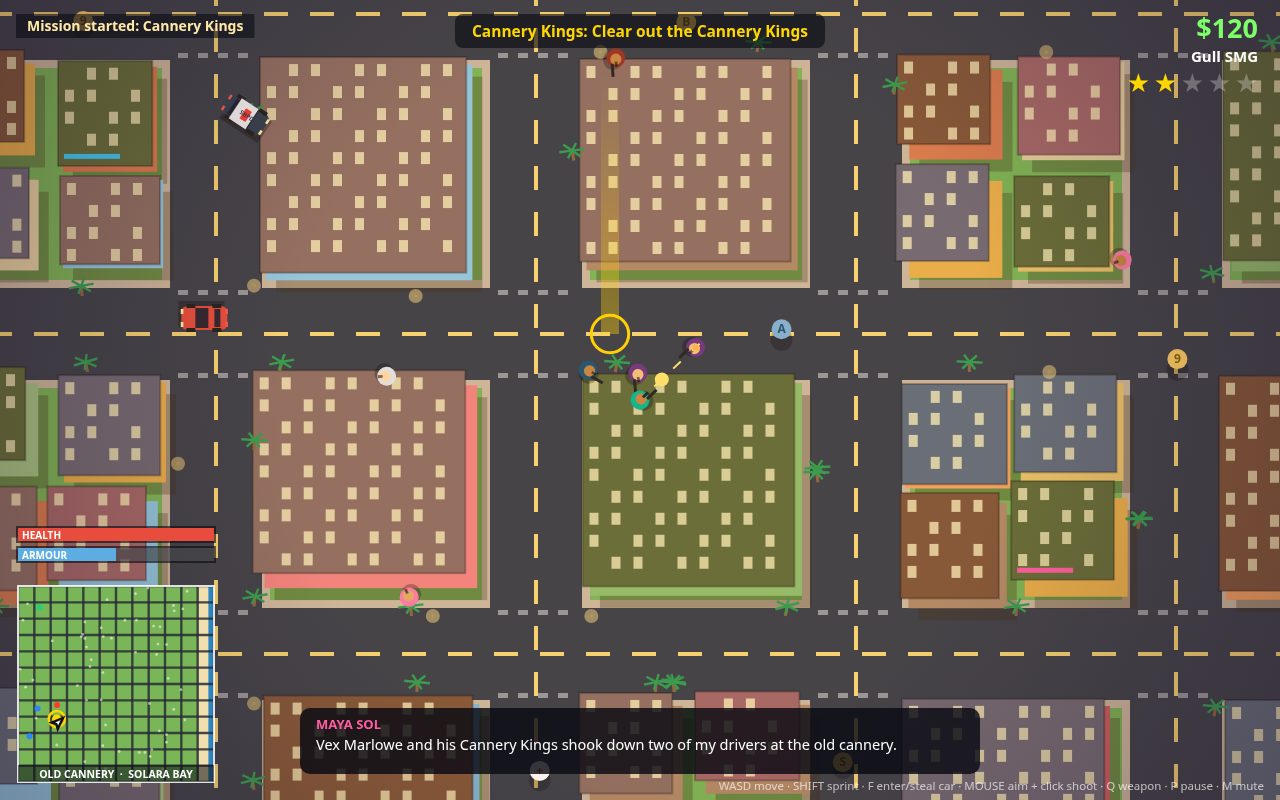 Mission started: Cannery Kings
Cannery Kings: Clear out the Cannery Kings
$120
Gull SMG
B
A
9
HEALTH
ARMOUR
OLD CANNERY · SOLARA BAY
MAYA SOL
Vex Marlowe and his Cannery Kings shook down two of my drivers at the old cannery.
S
WASD move · SHIFT sprint · F enter/steal car · MOUSE aim + click shoot · Q weapon · P pause · M mute